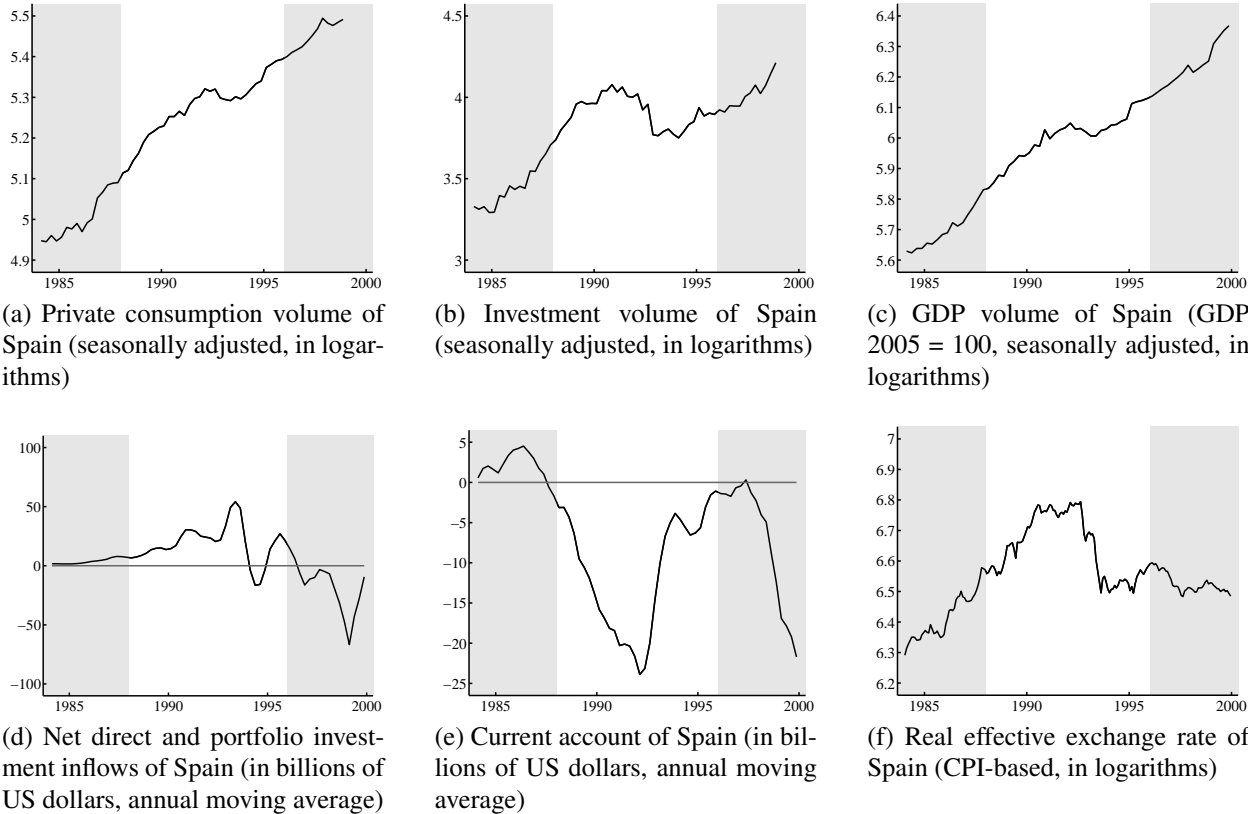 5.5
5.4
5.3
5.2
5.1
5
4.9
1985 1990 1995 2000
(a) Private consumption volume of
Spain (seasonally adjusted, in logar-
ithms)
4.5
4
3.5
3
1985 1990 1995 2000
(b) Investment volume of Spain
(seasonally adjusted, in logarithms)
6.4
6.3
6.2
6.1
6
5.9
5.8
5.7
5.6
1985 1990 1995 2000
(c) GDP volume of Spain (GDP
2005 = 100, seasonally adjusted, in
logarithms)
100
50
0
−50
−100
1985 1990 1995 2000
(d) Net direct and portfolio invest-
ment inflows of Spain (in billions of
US dollars, annual moving average)
5
0
−5
−10
−15
−20
−25
1985 1990 1995 2000
(e) Current account of Spain (in bil-
lions of US dollars, annual moving
average)
7
6.9
6.8
6.7
6.6
6.5
6.4
6.3
6.2
1985 1990 1995 2000
(f) Real effective exchange rate of
Spain (CPI-based, in logarithms)